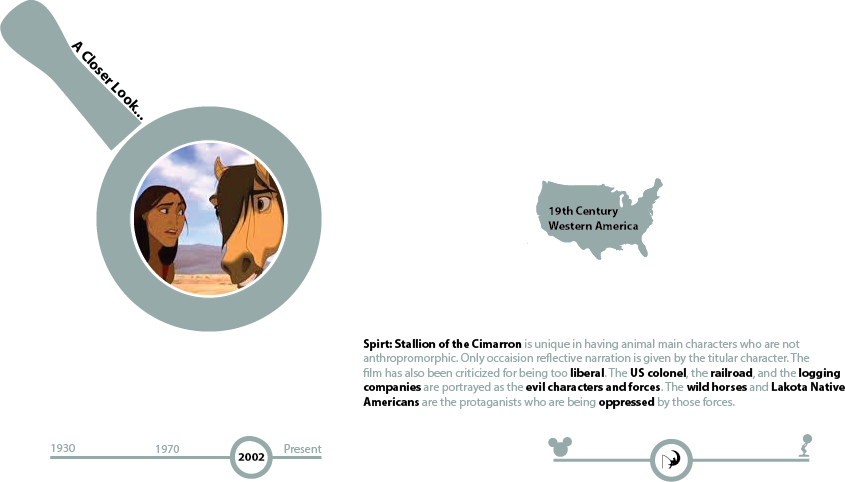 A Closer Look...
19th Century
Western America
Spirt: Stallion of the Cimarron is unique in having animal main characters who are not
anthropromorphic. Only occaision reflective narration is given by the titular character. The
film has also been criticized for being too liberal. The US colonel, the railroad, and the logging
companies are portrayed as the evil characters and forces. The wild horses and Lakota Native
Americans are the protaganists who are being oppressed by those forces.
1930
1970
2002
Present